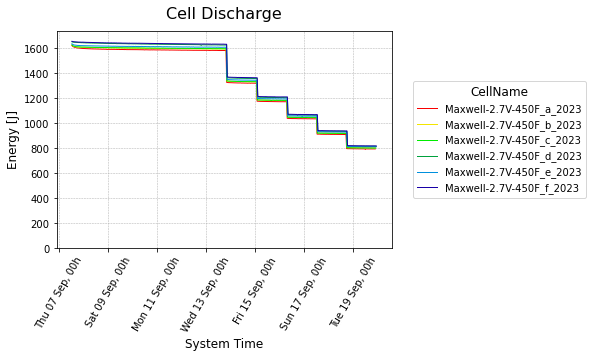 Cell Discharge
Energy [J]
1600
1400
1200
1000
800
600
400
200
0
Thu 07 Sep, 00h
Sat 09 Sep, 00h
Mon 11 Sep, 00h
Wed 13 Sep, 00h
Fri 15 Sep, 00h
Sun 17 Sep, 00h
Tue 19 Sep, 00h
System Time
CellName
Maxwell-2.7V-450F_a_2023
Maxwell-2.7V-450F_b_2023
Maxwell-2.7V-450F_c_2023
Maxwell-2.7V-450F_d_2023
Maxwell-2.7V-450F_e_2023
Maxwell-2.7V-450F_f_2023